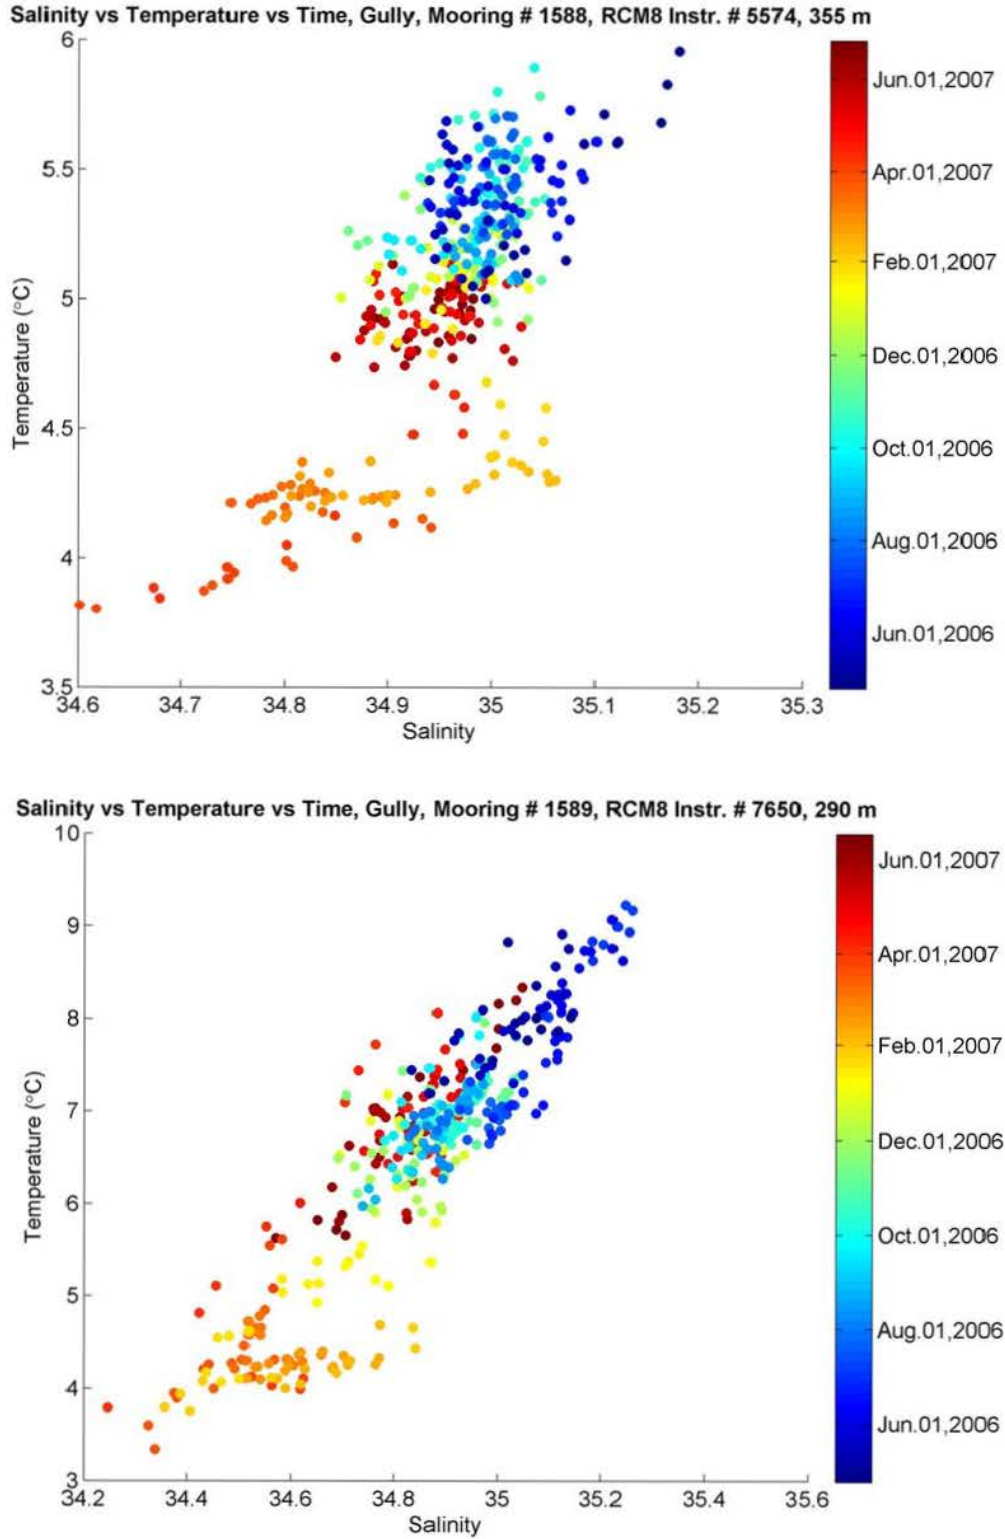 Salinity vs Temperature vs Time, Gully, Mooring # 1588, RCM8 Instr. # 5574, 355 m
6
5.5
5
4.5
4
3.5
Temperature (°C)
34.6
34.7
34.8
34.9
35
35.1
35.2
35.3
Salinity
Jun.01,2007
Apr.01,2007
Feb.01,2007
Dec.01,2006
Oct.01,2006
Aug.01,2006
Jun.01,2006
Salinity vs Temperature vs Time, Gully, Mooring # 1589, RCM8 Instr. # 7650, 290 m
10
9
8
7
6
5
4
3
Temperature (°C)
34.2
34.4
34.6
34.8
35
35.2
35.4
35.6
Salinity
Jun.01,2007
Apr.01,2007
Feb.01,2007
Dec.01,2006
Oct.01,2006
Aug.01,2006
Jun.01,2006